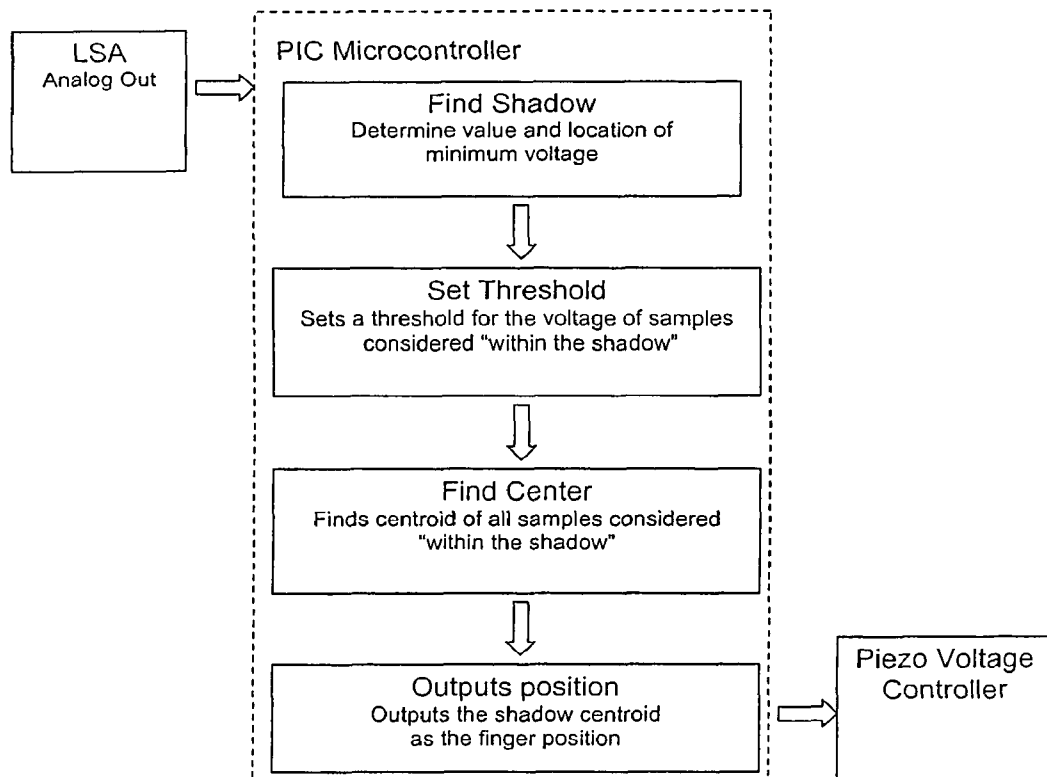 LSA
Analog Out
PIC Microcontroller
Find Shadow
Determine value and location of
minimum voltage
Set Threshold
Sets a threshold for the voltage of samples
considered "within the shadow"
Find Center
Finds centroid of all samples considered
"within the shadow"
Outputs position
Outputs the shadow centroid
as the finger position
Piezo Voltage
Controller